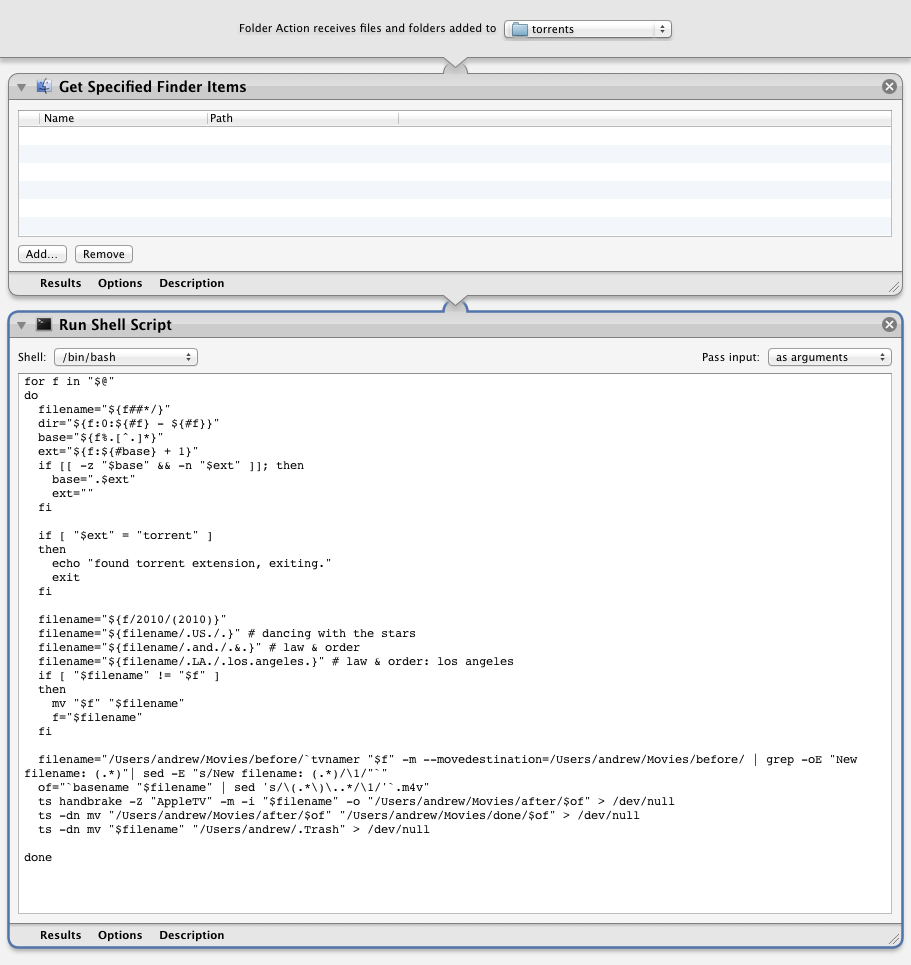 Folder Action receives files and folders added to torrents
Get Specified Finder Items
Name Path
Add... Remove
Results Options Description
Run Shell Script
Shell: /bin/bash Pass input: as arguments
for f in "$@"
do
  filename="${f##*/}"
  dir="${f:0:${#f} - ${#f}}"
  base="${f%.[^.]*}"
  ext="${f:${#base} + 1}"
  if [[ -z "$base" && -n "$ext" ]]; then
    base=".$ext"
    ext=""
  fi

  if [ "$ext" = "torrent" ]
  then
    echo "found torrent extension, exiting."
    exit
  fi

  filename="${f/2010/(2010)}"
  filename="${filename/.US./.}" # dancing with the stars
  filename="${filename/.and./.&.}" # law & order
  filename="${filename/.LA./.los.angeles.}" # law & order: los angeles
  if [ "$filename" != "$f" ]
  then
    mv "$f" "$filename"
    f="$filename"
  fi

  filename="/Users/andrew/Movies/before/`tvnamer "$f" -m --movedestination=/Users/andrew/Movies/before/ | grep -oE "New
filename: (.*)"| sed -E "s/New filename: (.*)/\1/"`"
  of="`basename "$filename" | sed 's/\(.*\)\..*/\1/'`.m4v"
  ts handbrake -Z "AppleTV" -m -i "$filename" -o "/Users/andrew/Movies/after/$of" > /dev/null
  ts -dn mv "/Users/andrew/Movies/after/$of" "/Users/andrew/Movies/done/$of" > /dev/null
  ts -dn mv "$filename" "/Users/andrew/.Trash" > /dev/null

done
Results Options Description